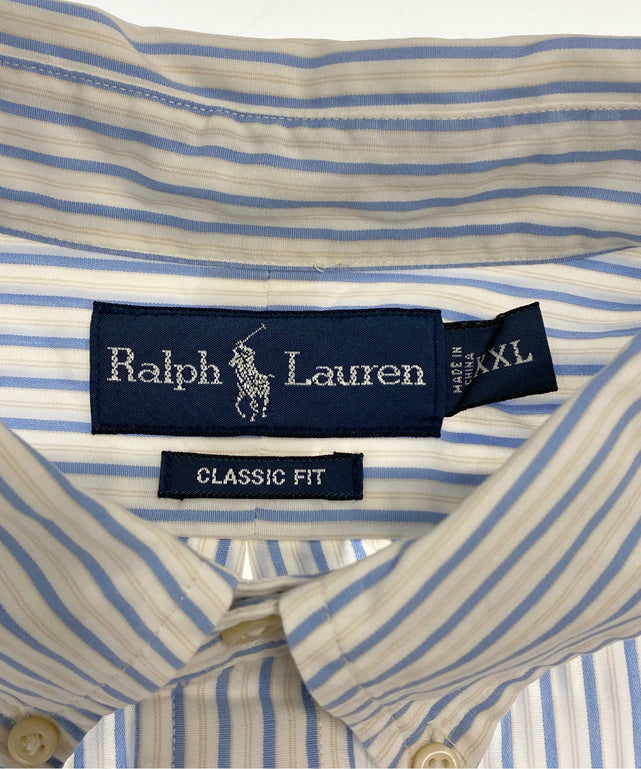 Ralph Lauren
MADE IN
CHINA
XXL
CLASSIC FIT